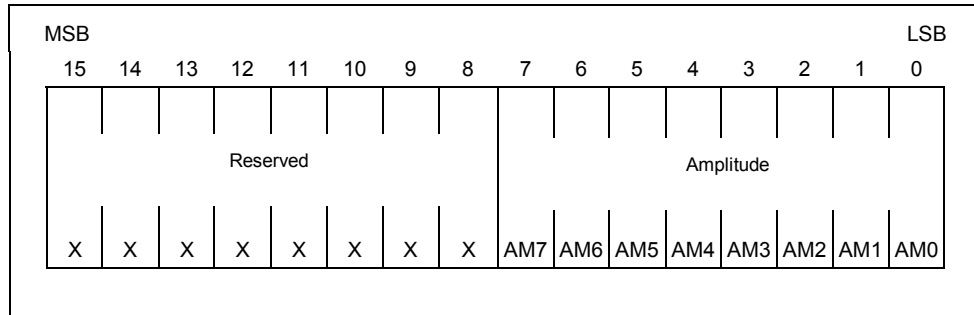 MSB LSB
15 14 13 12 11 10 9 8 7 6 5 4 3 2 1 0
Reserved Amplitude
X X X X X X X X AM7 AM6 AM5 AM4 AM3 AM2 AM1 AM0